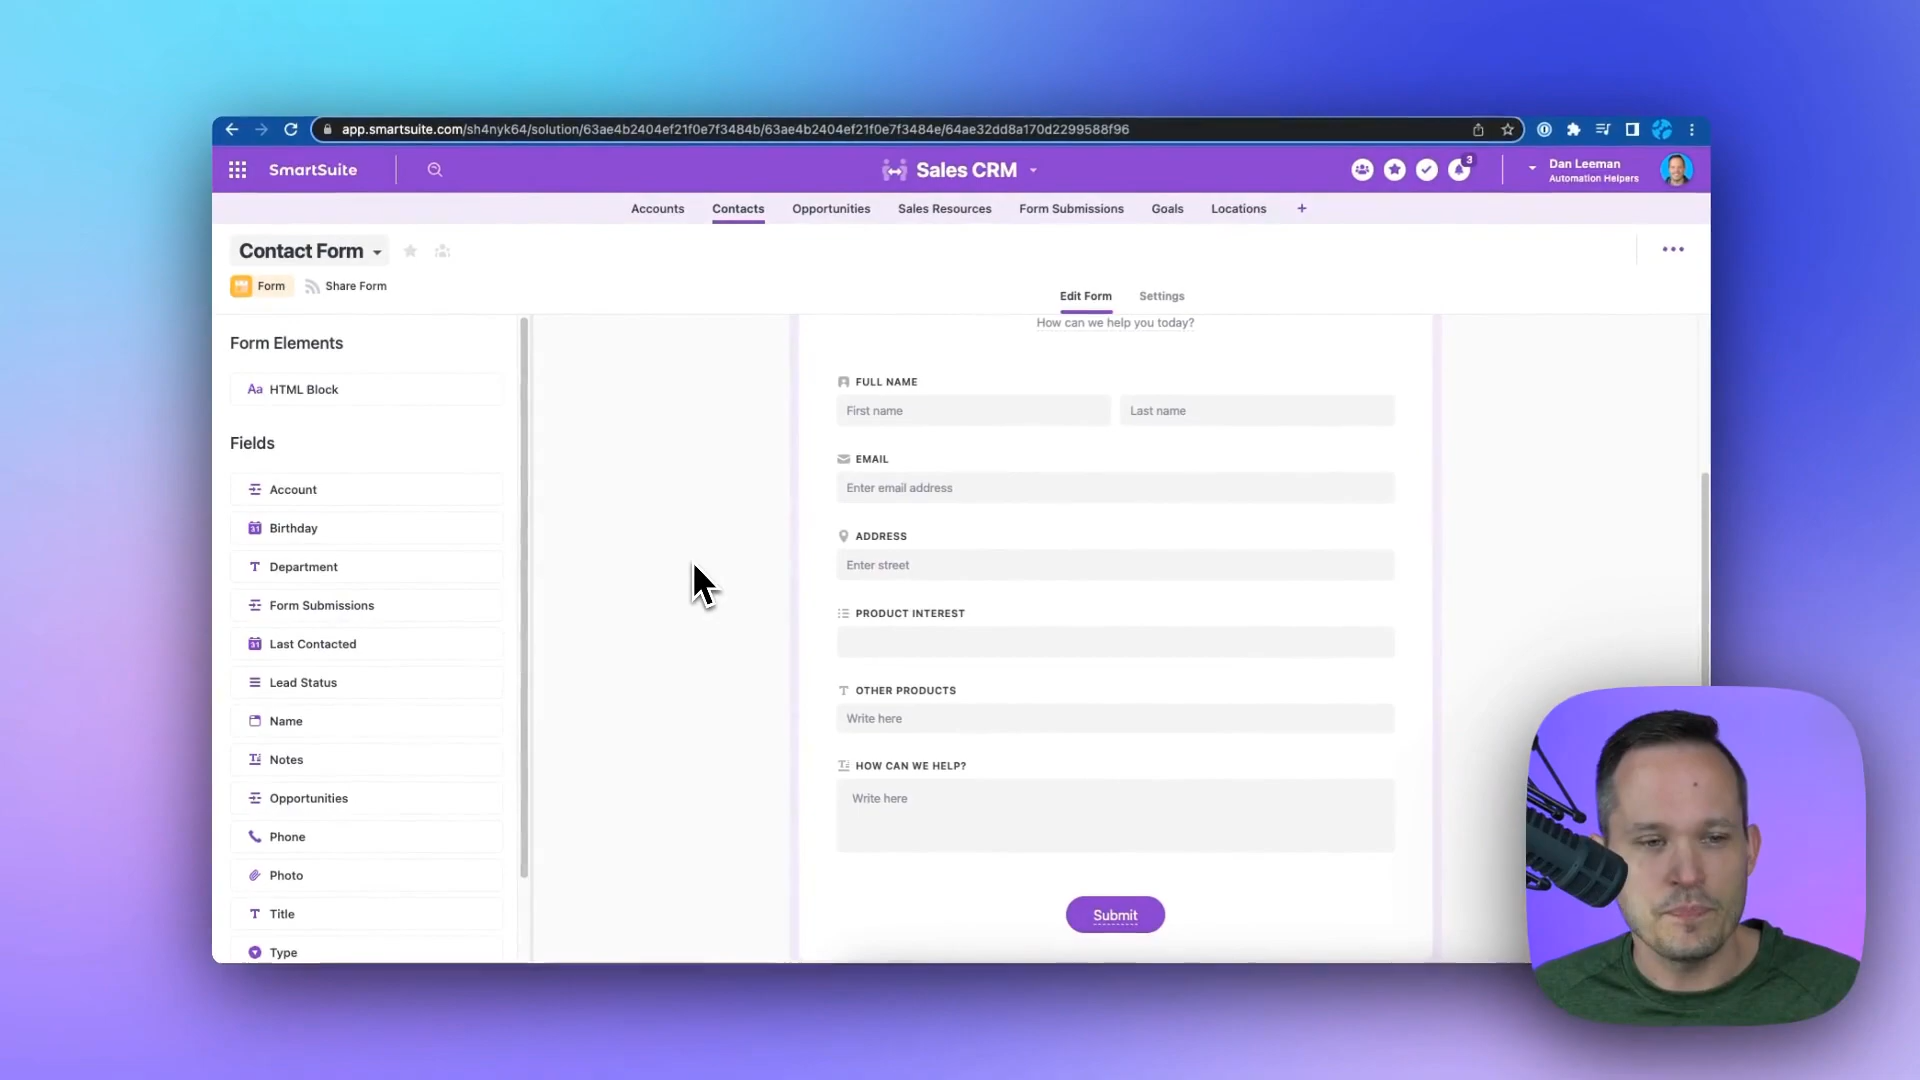 app.smartsuite.com/sh4nyk64/solution/63ae4b2404ef21f0e7f3484b/63ae4b2404ef21f0e7f3484e/64ae32dd8a170d2299588f96
SmartSuite
Sales CRM
3
Dan Leeman
Automation Helpers
Accounts
Contacts
Opportunities
Sales Resources
Form Submissions
Goals
Locations
+
Contact Form
Form
Share Form
Edit Form
Settings
Form Elements
Aa HTML Block
Fields
Account
31 Birthday
T Department
Form Submissions
31 Last Contacted
Lead Status
Name
Notes
Opportunities
Phone
Photo
T Title
Type
How can we help you today?
FULL NAME
First name
Last name
EMAIL
Enter email address
ADDRESS
Enter street
PRODUCT INTEREST
T OTHER PRODUCTS
Write here
HOW CAN WE HELP?
Write here
Submit